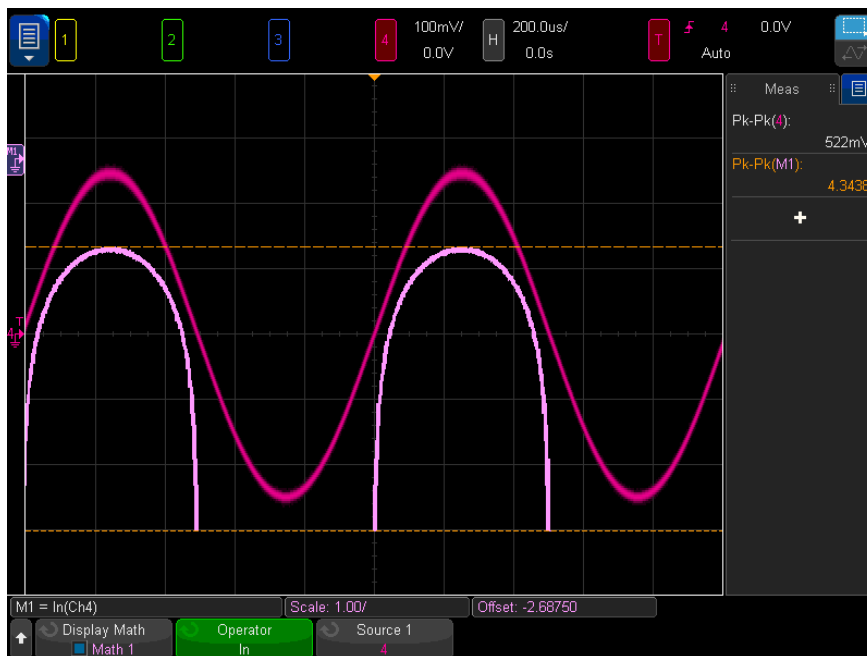 1 2 3 4 100mV/ 0.0V H 200.0us/ 0.0s T 4 0.0V Auto
Meas
Pk-Pk(4):
522mV
Pk-Pk(M1):
4.3438
+
M1
T
4
M1 = ln(Ch4) Scale: 1.00/ Offset: -2.68750
Display Math
Math 1
Operator
ln
Source 1
4